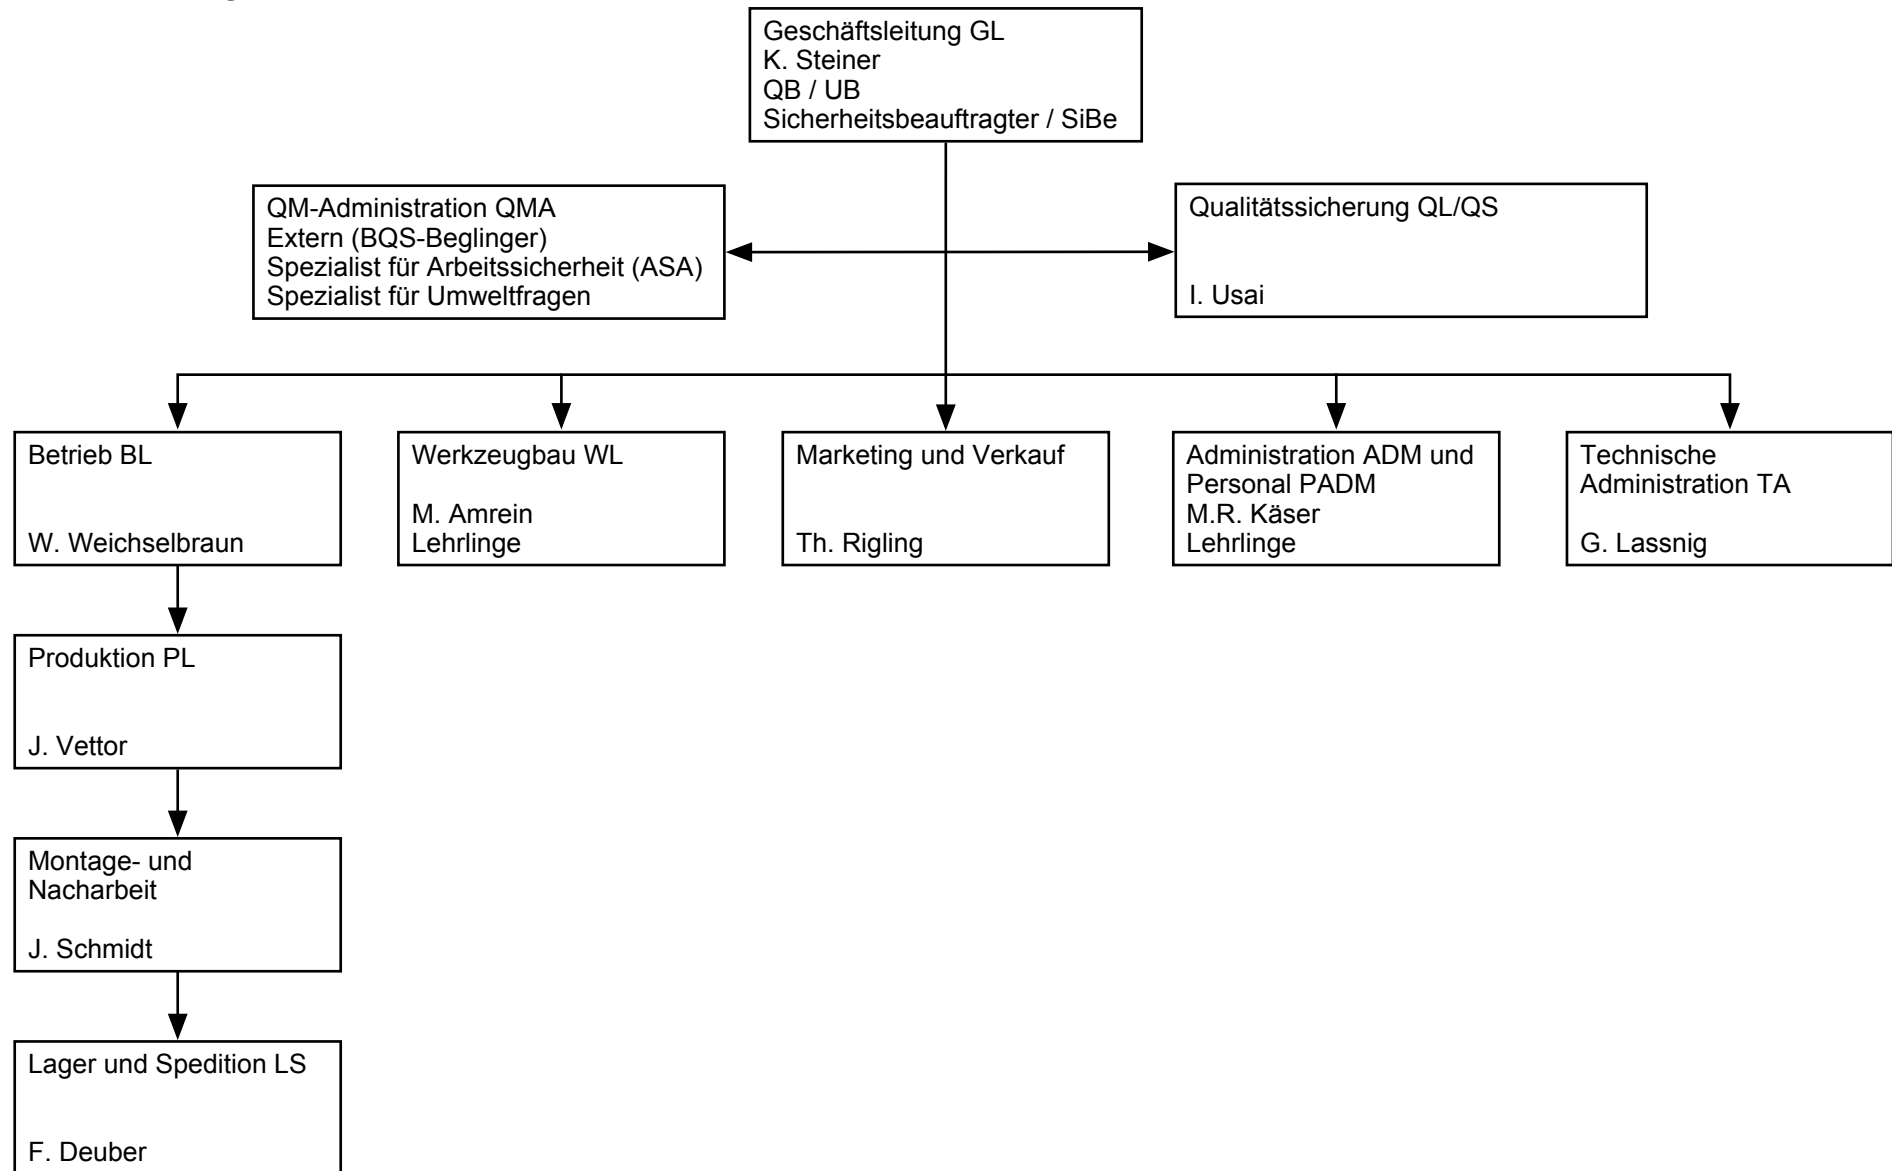 Geschäftsleitung GL
K. Steiner
QB / UB
Sicherheitsbeauftragter / SiBe
QM-Administration QMA
Extern (BQS-Beglinger)
Spezialist für Arbeitssicherheit (ASA)
Spezialist für Umweltfragen
Qualitätssicherung QL/QS
I. Usai
Betrieb BL
W. Weichselbraun
Werkzeugbau WL
M. Amrein
Lehrlinge
Marketing und Verkauf
Th. Rigling
Administration ADM und
Personal PADM
M.R. Käser
Lehrlinge
Technische
Administration TA
G. Lassnig
Produktion PL
J. Vettor
Montage- und
Nacharbeit
J. Schmidt
Lager und Spedition LS
F. Deuber